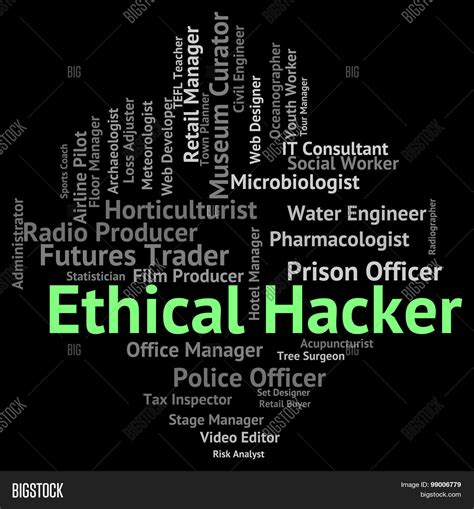 TEFL Teacher
Retail Manager
Town Planner
Museum Curator
Civil Engineer
Web Designer
Oceanographer
Youth Worker
Tour Manager
Sports Coach
Airline Pilot
Floor Manager
Archaeologist
Loss Adjuster
Meteorologist
Web Developer
IT Consultant
Social Worker
Microbiologist
Administrator
Horticulturist
Water Engineer
Radiographer
Radio Producer
Pharmacologist
Futures Trader
Hotel Manager
Statistician
Film Producer
Prison Officer
Ethical Hacker
Office Manager
Acupuncturist
Tree Surgeon
Police Officer
Tax Inspector
Set Designer
Retail Buyer
Stage Manager
Video Editor
Risk Analyst
BIGSTOCK
Image ID: 99006779
bigstock.com